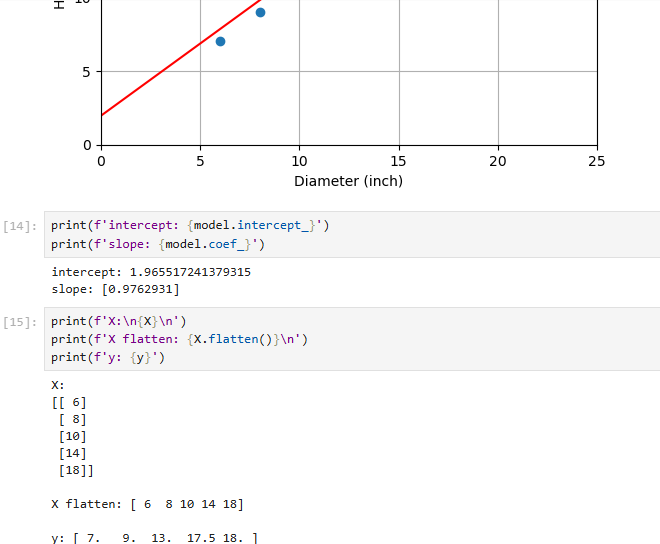 5
0
0 5 10 15 20 25
Diameter (inch)
[14]: print(f'intercept: {model.intercept_}')
print(f'slope: {model.coef_}')
intercept: 1.965517241379315
slope: [0.9762931]
[15]: print(f'X:\n{X}\n')
print(f'X flatten: {X.flatten()}\n')
print(f'y: {y}')
X:
[[ 6]
 [ 8]
 [10]
 [14]
 [18]]
X flatten: [ 6  8 10 14 18]
y: [ 7.   9.  13.  17.5 18. ]